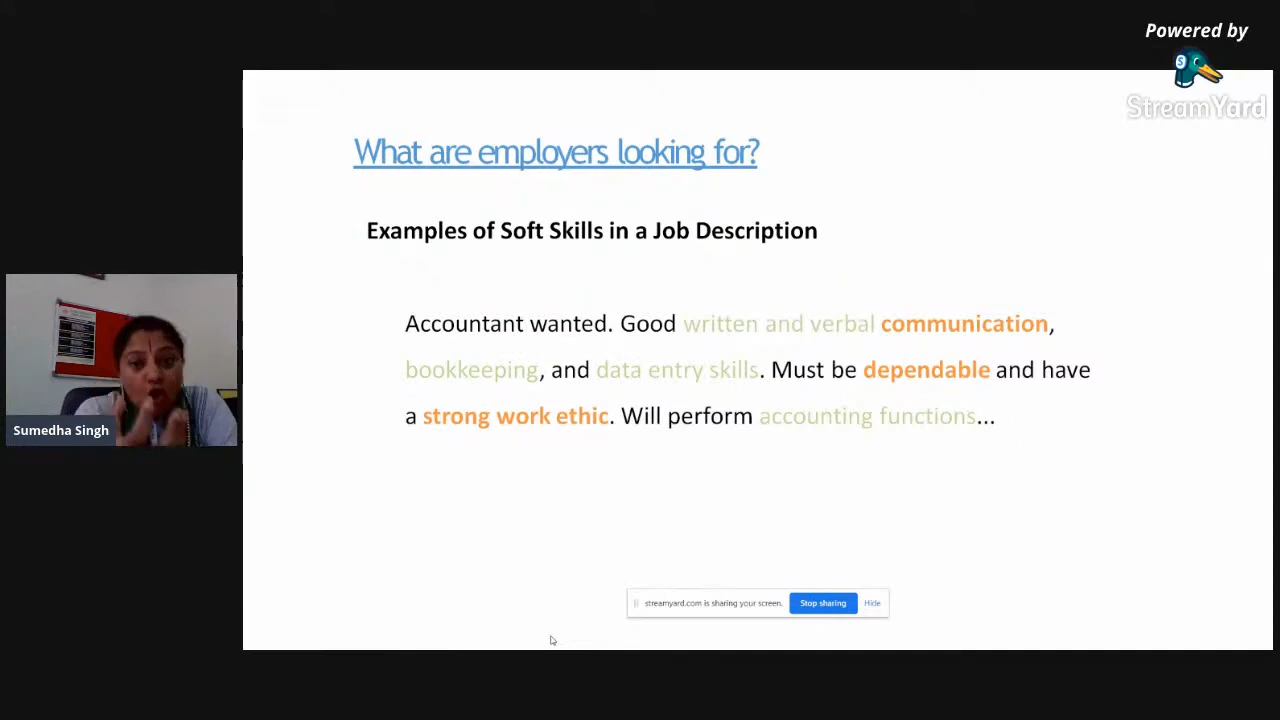 Powered by
StreamYard
What are employers looking for?
Examples of Soft Skills in a Job Description
Accountant wanted. Good written and verbal communication,
bookkeeping, and data entry skills. Must be dependable and have
a strong work ethic. Will perform accounting functions...
Sumedha Singh
streamyard.com is sharing your screen. Stop sharing Hide